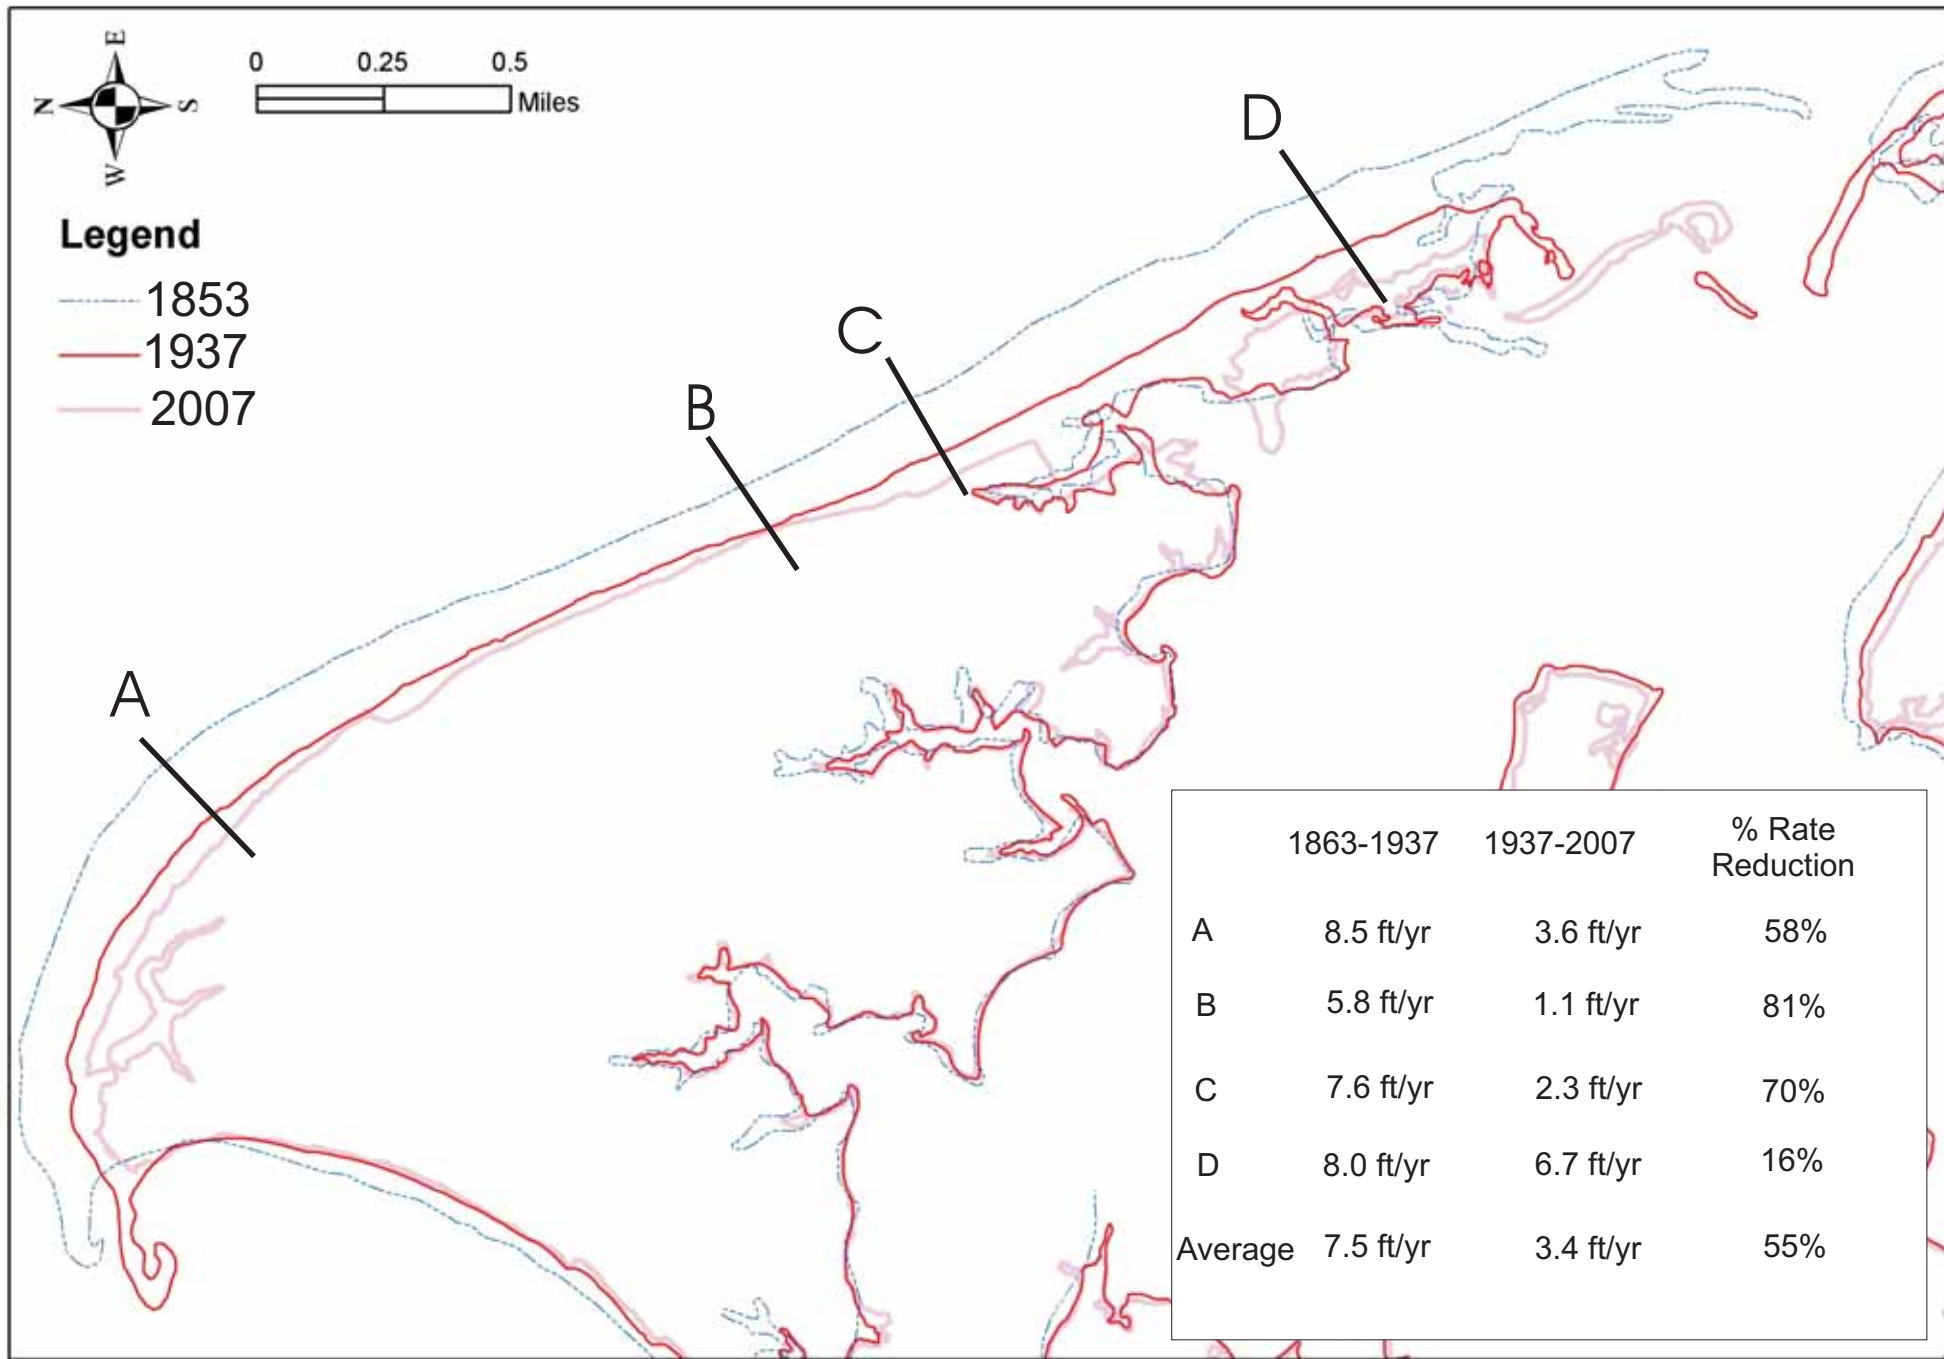 E
N
S
W
0 0.25 0.5
Miles
Legend
1853
1937
2007
A
B
C
D
1863-1937 1937-2007 % Rate
Reduction
A 8.5 ft/yr 3.6 ft/yr 58%
B 5.8 ft/yr 1.1 ft/yr 81%
C 7.6 ft/yr 2.3 ft/yr 70%
D 8.0 ft/yr 6.7 ft/yr 16%
Average 7.5 ft/yr 3.4 ft/yr 55%